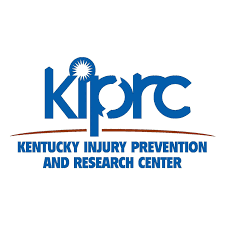 kiprc
KENTUCKY INJURY PREVENTION
AND RESEARCH CENTER